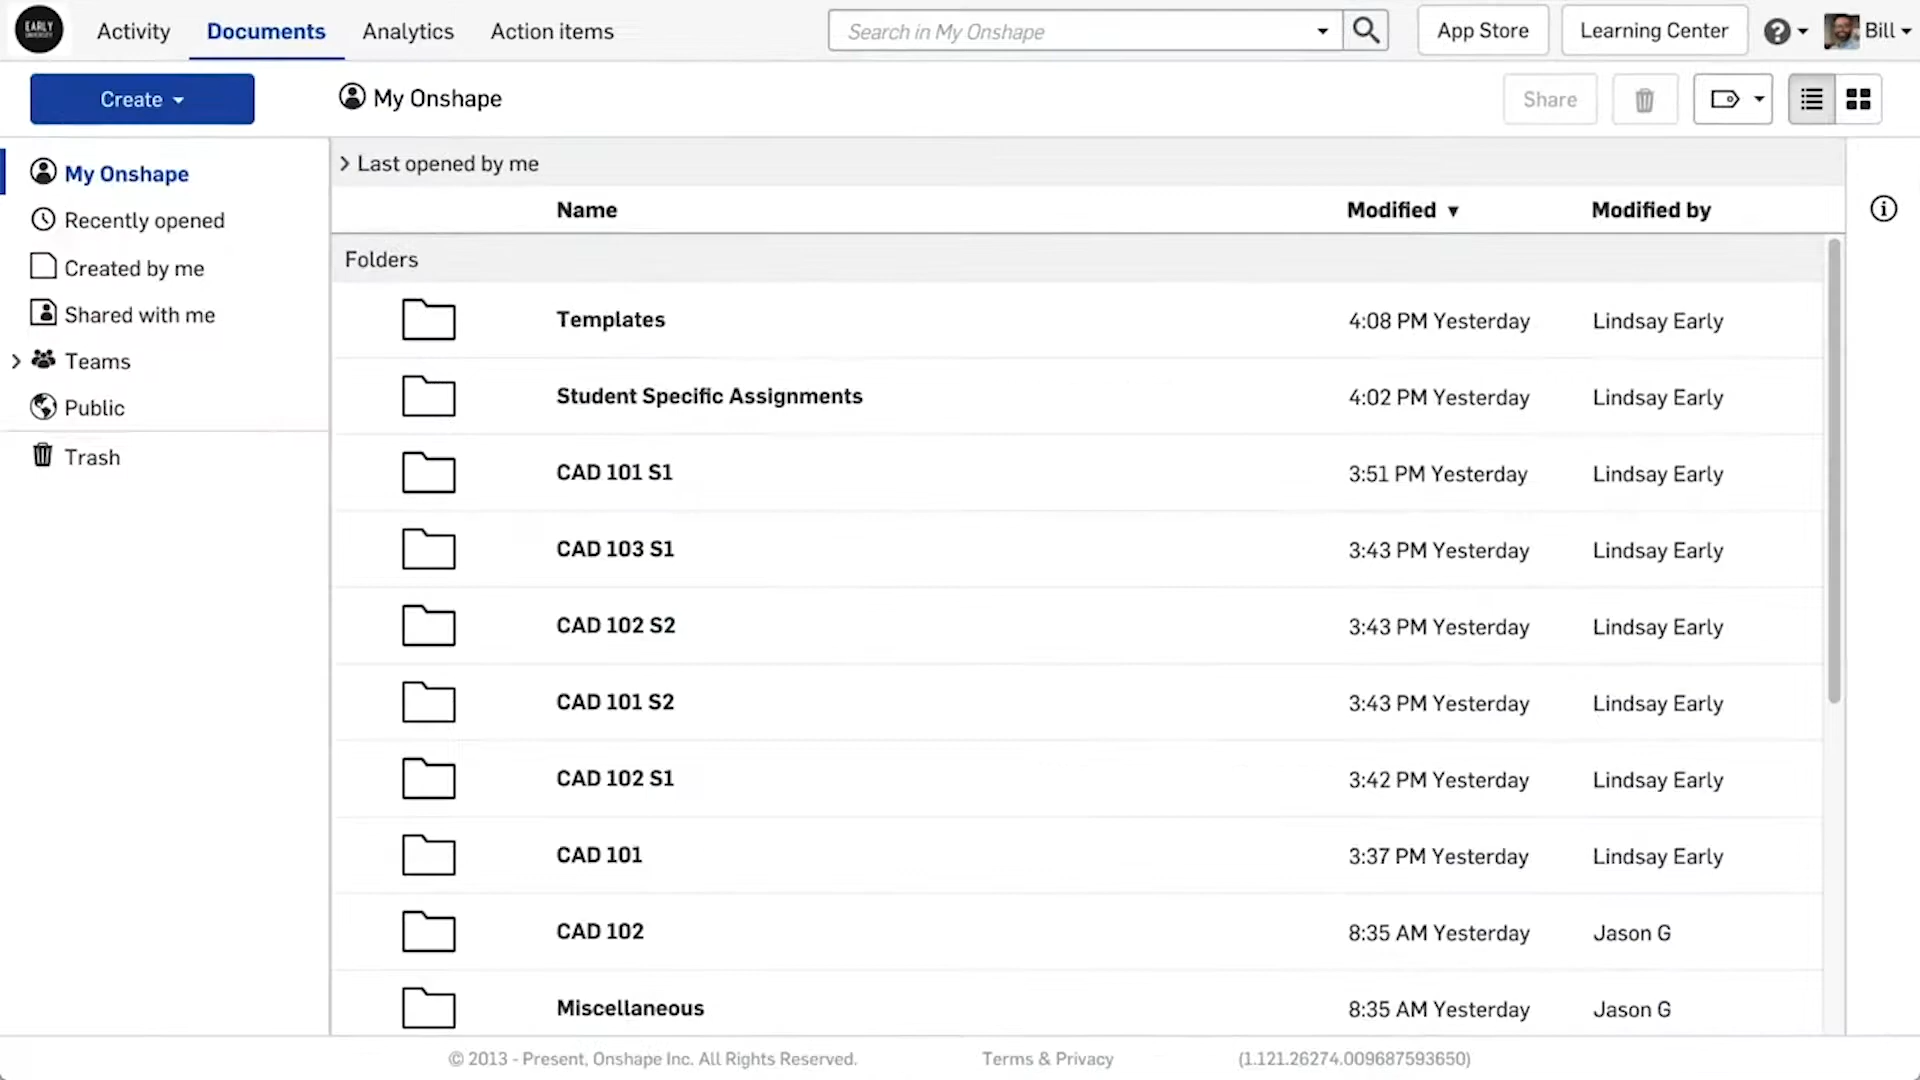 EARLY
UNIVERSITY
Activity
Documents
Analytics
Action items
Search in My Onshape
App Store
Learning Center
Bill
Create
My Onshape
Share
My Onshape
Recently opened
Created by me
Shared with me
Teams
Public
Trash
Last opened by me
Name Modified Modified by
Folders
Templates 4:08 PM Yesterday Lindsay Early
Student Specific Assignments 4:02 PM Yesterday Lindsay Early
CAD 101 S1 3:51 PM Yesterday Lindsay Early
CAD 103 S1 3:43 PM Yesterday Lindsay Early
CAD 102 S2 3:43 PM Yesterday Lindsay Early
CAD 101 S2 3:43 PM Yesterday Lindsay Early
CAD 102 S1 3:42 PM Yesterday Lindsay Early
CAD 101 3:37 PM Yesterday Lindsay Early
CAD 102 8:35 AM Yesterday Jason G
Miscellaneous 8:35 AM Yesterday Jason G
© 2013 - Present, Onshape Inc. All Rights Reserved. Terms & Privacy (1.121.26274.009687593650)